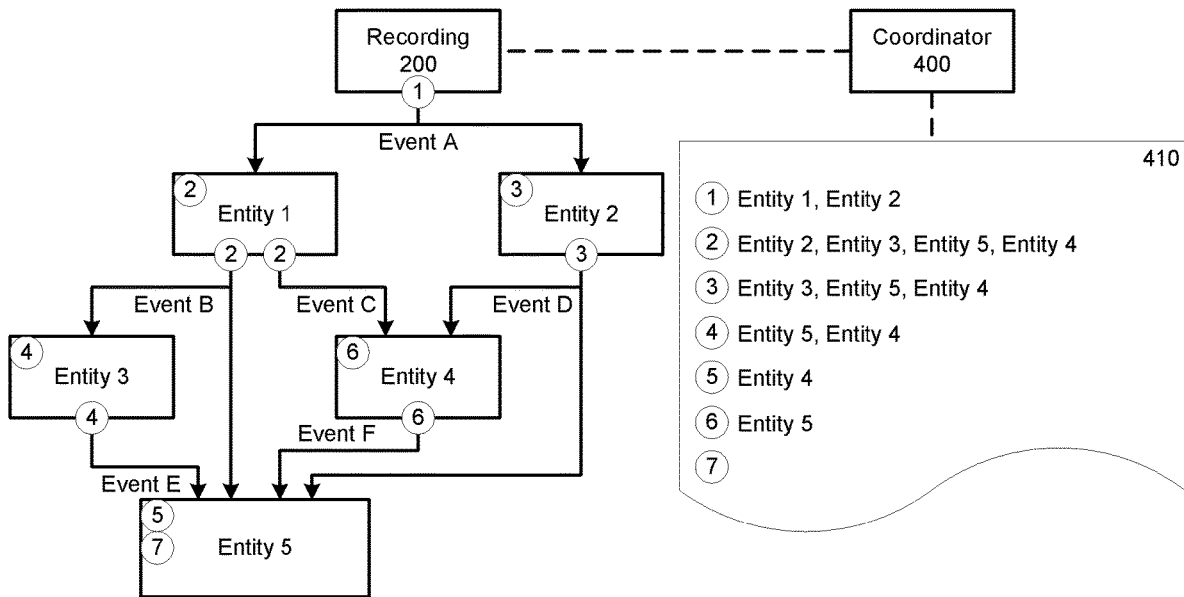 Recording
200
1
Coordinator
400
Event A
410
2
Entity 1
2
2
3
Entity 2
3
1 Entity 1, Entity 2
2 Entity 2, Entity 3, Entity 5, Entity 4
3 Entity 3, Entity 5, Entity 4
4 Entity 5, Entity 4
5 Entity 4
6 Entity 5
7
Event B
Event C
Event D
4
Entity 3
4
6
Entity 4
6
Event F
Event E
5
7
Entity 5